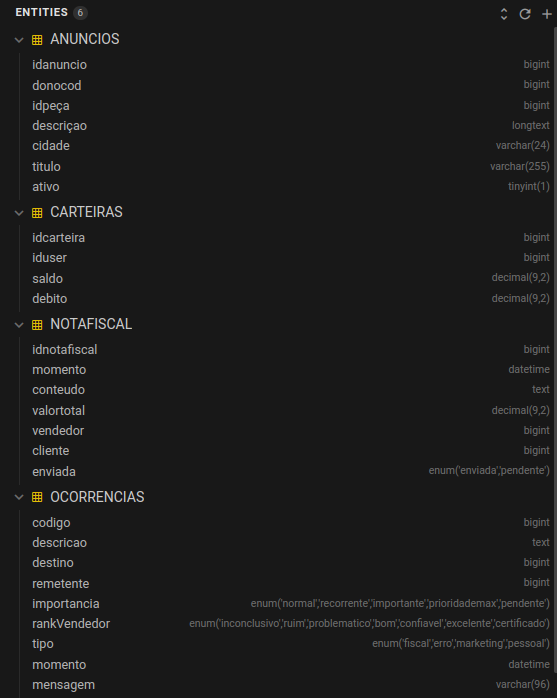 ENTITIES 6
ANUNCIOS
idanuncio bigint
donocod bigint
idpeça bigint
descriçao longtext
cidade varchar(24)
titulo varchar(255)
ativo tinyint(1)
CARTEIRAS
idcarteira bigint
iduser bigint
saldo decimal(9,2)
debito decimal(9,2)
NOTAFISCAL
idnotafiscal bigint
momento datetime
conteudo text
valortotal decimal(9,2)
vendedor bigint
cliente bigint
enviada enum('enviada','pendente')
OCORRENCIAS
codigo bigint
descricao text
destino bigint
remetente bigint
importancia enum('normal','recorrente','importante','prioridademax','pendente')
rankVendedor enum('inconclusivo','ruim','problematico','bom','confiavel','excelente','certificado')
tipo enum('fiscal','erro','marketing','pessoal')
momento datetime
mensagem varchar(96)